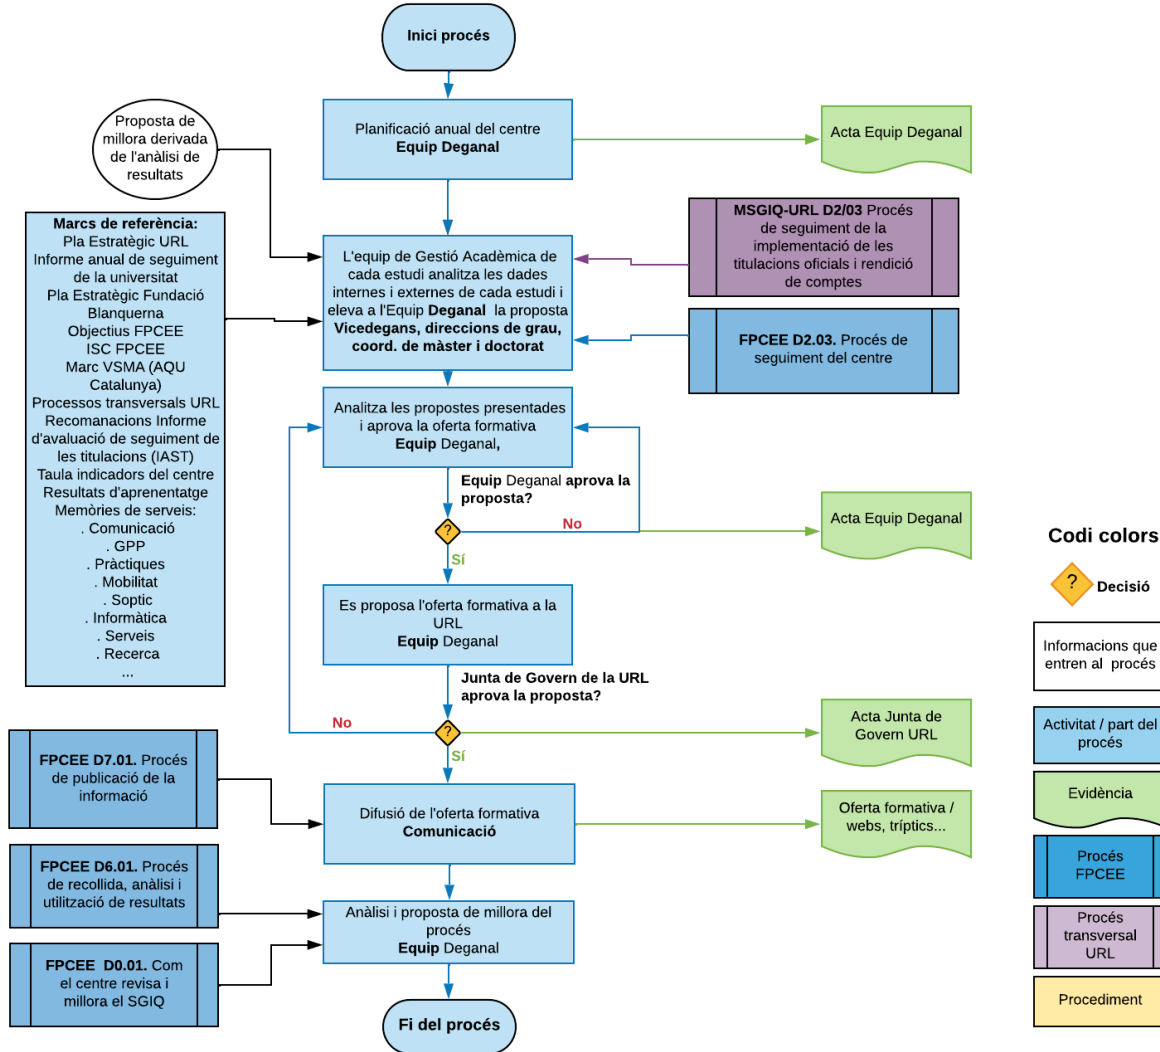 Inici procés
Planificació anual del centre
Equip Deganal
Acta Equip Deganal
Proposta de
millora derivada
de l'anàlisi de
resultats
Marcs de referència:
Pla Estratègic URL
Informe anual de seguiment
de la universitat
Pla Estratègic Fundació
Blanquerna
Objectius FPCEE
ISC FPCEE
Marc VSMA (AQU
Catalunya)
Processos transversals URL
Recomanacions Informe
d'avaluació de seguiment de
les titulacions (IAST)
Taula indicadors del centre
Resultats d'aprenentatge
Memòries de serveis:
. Comunicació
. GPP
. Pràctiques
. Mobilitat
. Soptic
. Informàtica
. Serveis
. Recerca
...
L'equip de Gestió Acadèmica de
cada estudi analitza les dades
internes i externes de cada estudi i
eleva a l'Equip Deganal la proposta
Vicedegans, direccions de grau,
coord. de màster i doctorat
MSGIQ-URL D2/03 Procés
de seguiment de la
implementació de les
titulacions oficials i rendició
de comptes
FPCEE D2.03. Procés de
seguiment del centre
Analitza les propostes presentades
i aprova la oferta formativa
Equip Deganal,
Equip Deganal aprova la
proposta?
?
No
Sí
Acta Equip Deganal
Es proposa l'oferta formativa a la
URL
Equip Deganal
Junta de Govern de la URL
aprova la proposta?
No
?
Sí
Acta Junta de
Govern URL
FPCEE D7.01. Procés
de publicació de la
informació
Difusió de l'oferta formativa
Comunicació
Oferta formativa /
webs, tríptics...
FPCEE D6.01. Procés
de recollida, anàlisi i
utilització de resultats
Anàlisi i proposta de millora del
procés
Equip Deganal
FPCEE D0.01. Com
el centre revisa i
millora el SGIQ
Fi del procés
Codi colors
?
Decisió
Informacions que
entren al procés
Activitat / part del
procés
Evidència
Procés
FPCEE
Procés
transversal
URL
Procediment